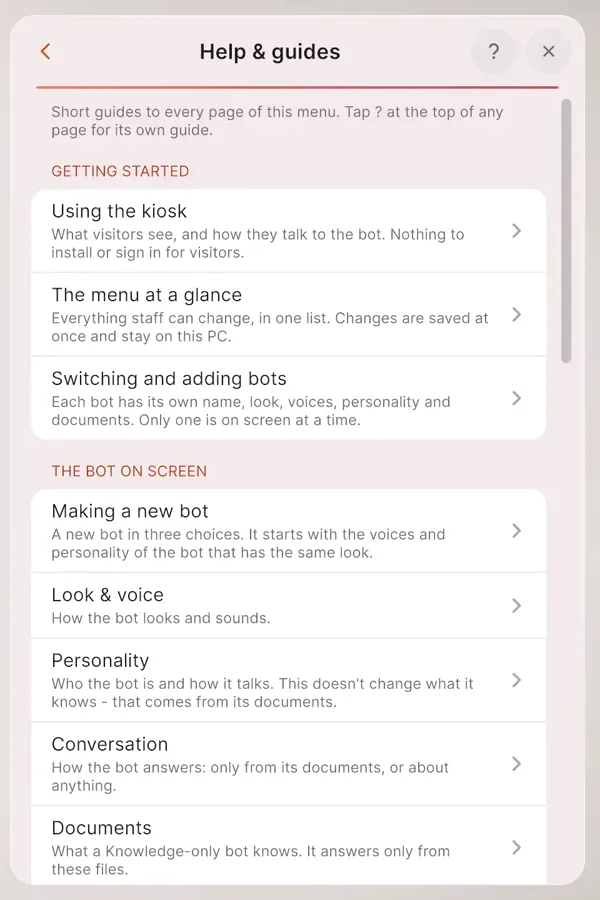 Help & guides
?
×
Short guides to every page of this menu. Tap ? at the top of any
page for its own guide.
GETTING STARTED
Using the kiosk
What visitors see, and how they talk to the bot. Nothing to
install or sign in for visitors.
The menu at a glance
Everything staff can change, in one list. Changes are saved at
once and stay on this PC.
Switching and adding bots
Each bot has its own name, look, voices, personality and
documents. Only one is on screen at a time.
THE BOT ON SCREEN
Making a new bot
A new bot in three choices. It starts with the voices and
personality of the bot that has the same look.
Look & voice
How the bot looks and sounds.
Personality
Who the bot is and how it talks. This doesn't change what it
knows - that comes from its documents.
Conversation
How the bot answers: only from its documents, or about
anything.
Documents
What a Knowledge-only bot knows. It answers only from
these files.